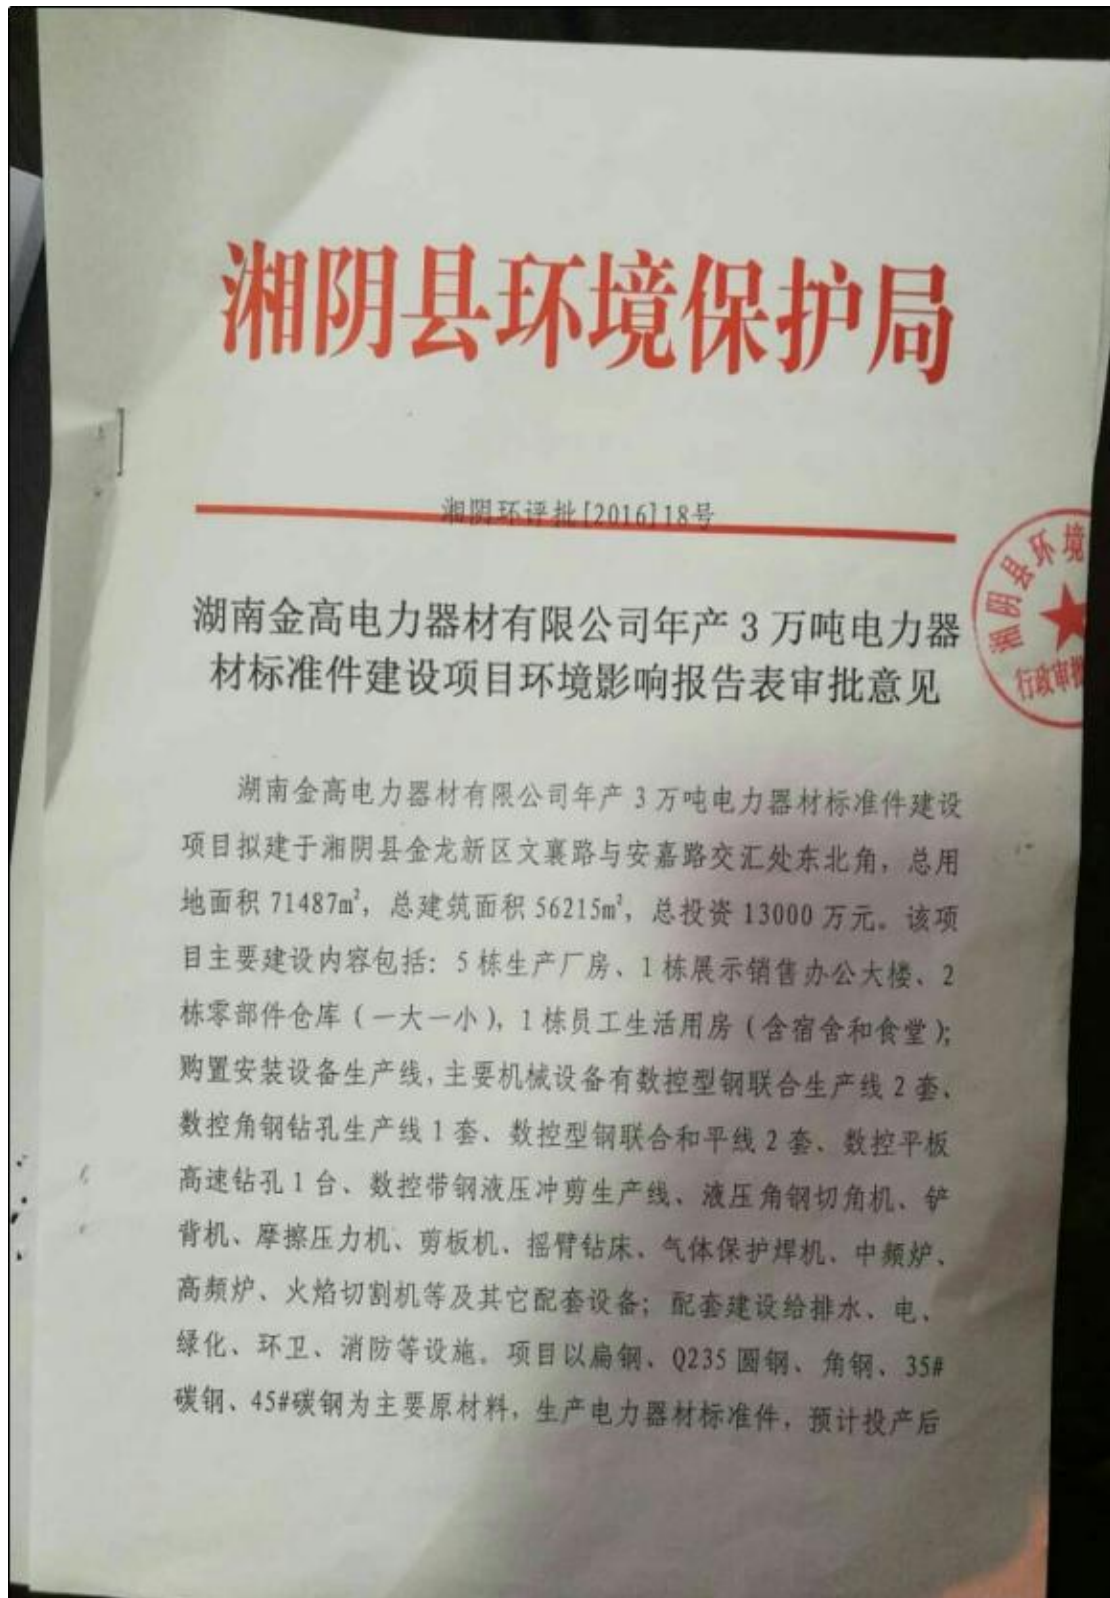 湘阴县环境保护局
湘阴环评批[2016]18号
湘阴县环境
行政审批
湖南金高电力器材有限公司年产3万吨电力器
材标准件建设项目环境影响报告表审批意见
湖南金高电力器材有限公司年产3万吨电力器材标准件建设
项目拟建于湘阴县金龙新区文襄路与安嘉路交汇处东北角，总用
地面积71487㎡，总建筑面积56215㎡，总投资13000万元。该项
目主要建设内容包括：5栋生产厂房、1栋展示销售办公大楼、2
栋零部件仓库（一大一小），1栋员工生活用房（含宿舍和食堂）；
购置安装设备生产线，主要机械设备有数控型钢联合生产线2套、
数控角钢钻孔生产线1套、数控型钢联合和平线2套、数控平板
高速钻孔1台、数控带钢液压冲剪生产线、液压角钢切角机、铲
背机、摩擦压力机、剪板机、摇臂钻床、气体保护焊机、中频炉、
高频炉、火焰切割机等及其它配套设备；配套建设给排水、电、
绿化、环卫、消防等设施。项目以扁钢、Q235圆钢、角钢、35#
碳钢、45#碳钢为主要原材料，生产电力器材标准件，预计投产后